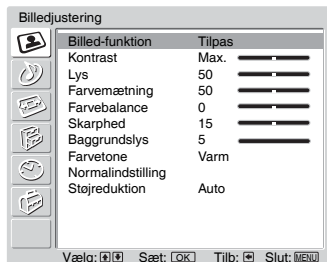 Billedjustering
Billed-funktion Tilpas
Kontrast Max.
Lys 50
Farvemætning 50
Farvebalance 0
Skarphed 15
Baggrundslys 5
Farvetone Varm
Normalindstilling
Støjreduktion Auto
Vælg: Sæt: OK Tilb: Slut: MENU